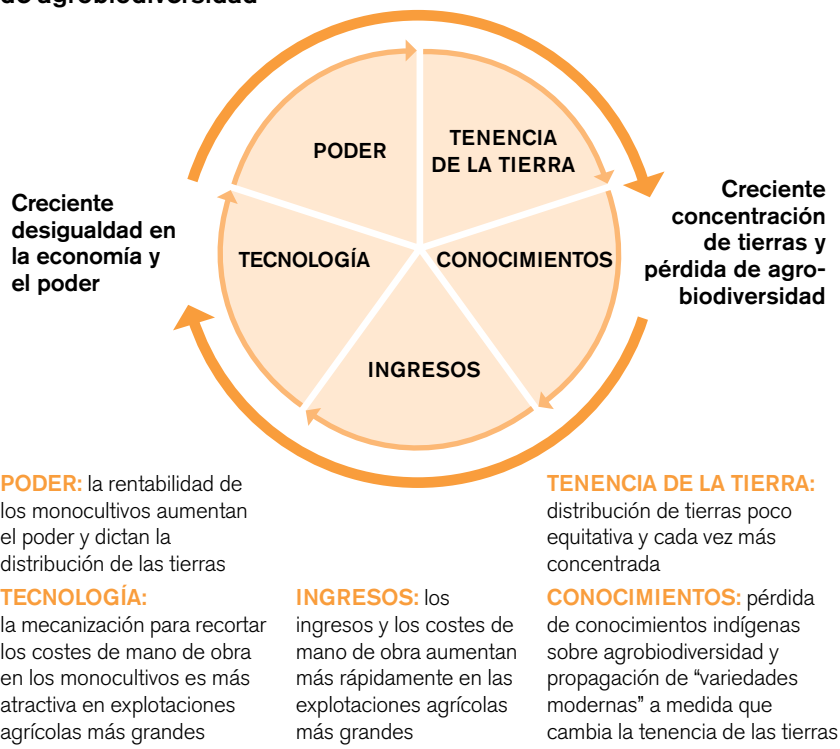 de agrobiodiversidad
PODER
TENENCIA
DE LA TIERRA
Creciente
desigualdad en
la economía y
el poder
TECNOLOGÍA
CONOCIMIENTOS
INGRESOS
Creciente
concentración
de tierras y
pérdida de agro-
biodiversidad
PODER: la rentabilidad de
los monocultivos aumentan
el poder y dictan la
distribución de las tierras
TENENCIA DE LA TIERRA:
distribución de tierras poco
equitativa y cada vez más
concentrada
TECNOLOGÍA:
la mecanización para recortar
los costes de mano de obra
en los monocultivos es más
atractiva en explotaciones
agrícolas más grandes
INGRESOS: los
ingresos y los costes de
mano de obra aumentan
más rápidamente en las
explotaciones agrícolas
más grandes
CONOCIMIENTOS: pérdida
de conocimientos indígenas
sobre agrobiodiversidad y
propagación de “variedades
modernas” a medida que
cambia la tenencia de las tierras